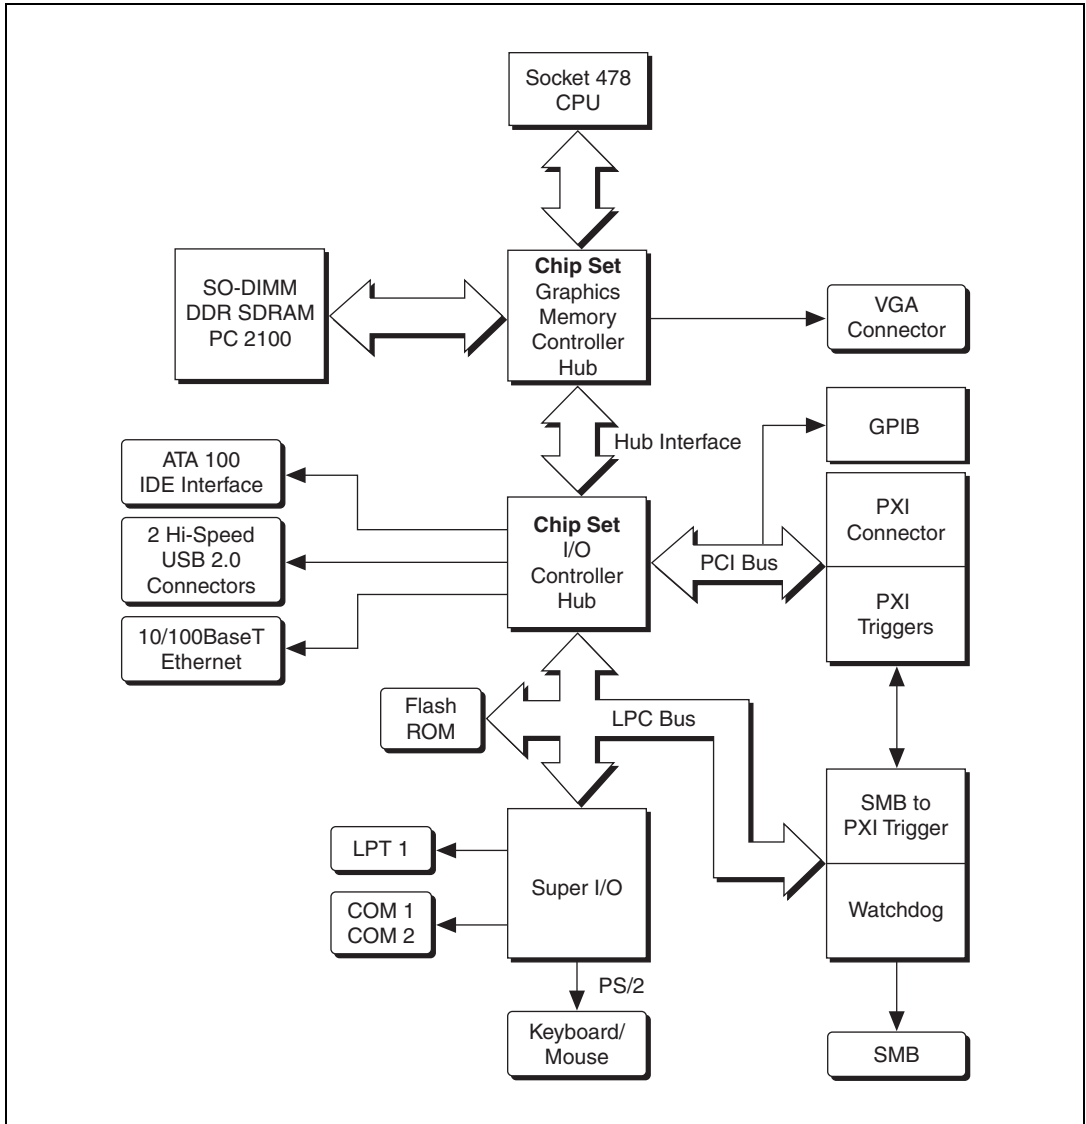 Socket 478
CPU
SO-DIMM
DDR SDRAM
PC 2100
Chip Set
Graphics
Memory
Controller
Hub
VGA
Connector
Hub Interface
GPIB
ATA 100
IDE Interface
2 Hi-Speed
USB 2.0
Connectors
10/100BaseT
Ethernet
Chip Set
I/O
Controller
Hub
PCI Bus
PXI
Connector
PXI
Triggers
Flash
ROM
LPC Bus
SMB to
PXI Trigger
Watchdog
LPT 1
COM 1
COM 2
Super I/O
PS/2
Keyboard/
Mouse
SMB